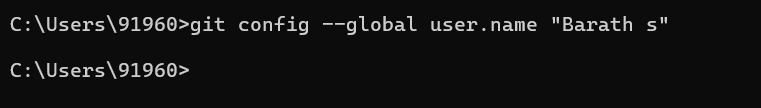 C:\Users\91960>git config --global user.name "Barath s"
C:\Users\91960>